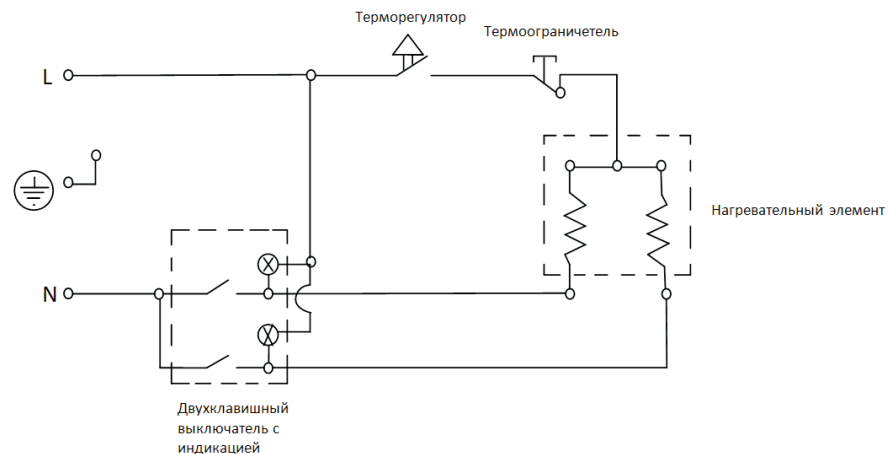 Терморегулятор
Термоограничетель
L
Нагревательный элемент
N
Двухклавишный
выключатель с
индикацией